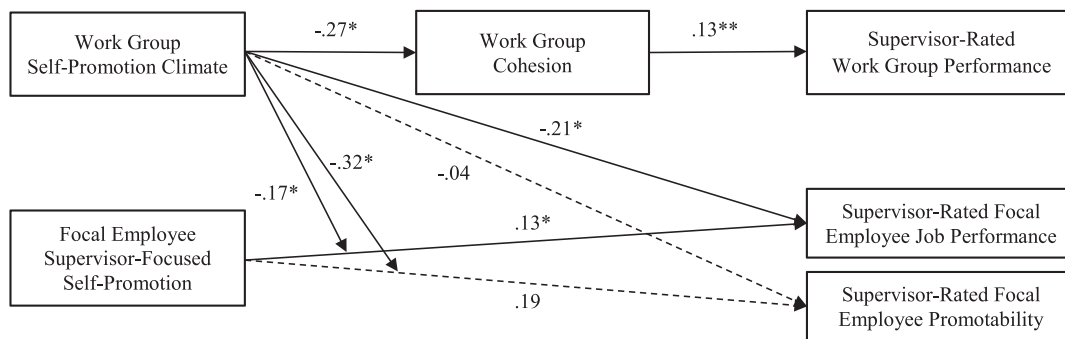 Work Group
Self-Promotion Climate
-.27*
Work Group
Cohesion
.13**
Supervisor-Rated
Work Group Performance
-.21*
-.32*
-.04
-.17*
Focal Employee
Supervisor-Focused
Self-Promotion
.13*
.19
Supervisor-Rated Focal
Employee Job Performance
Supervisor-Rated Focal
Employee Promotability